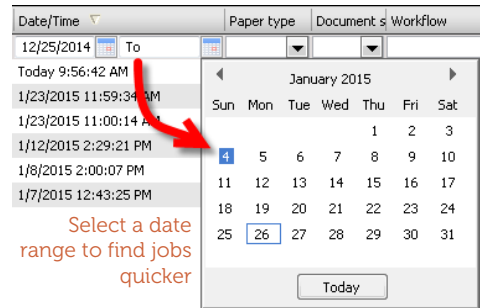 Date/Time Paper type Document s Workflow
12/25/2014 To
Today 9:56:42 AM
1/23/2015 11:59:34 AM
1/23/2015 11:00:14 AM
1/12/2015 2:29:21 PM
1/8/2015 2:00:07 PM
1/7/2015 12:43:25 PM
Select a date
range to find jobs
quicker
January 2015
Sun Mon Tue Wed Thu Fri Sat
1 2 3
4 5 6 7 8 9 10
11 12 13 14 15 16 17
18 19 20 21 22 23 24
25 26 27 28 29 30 31
Today